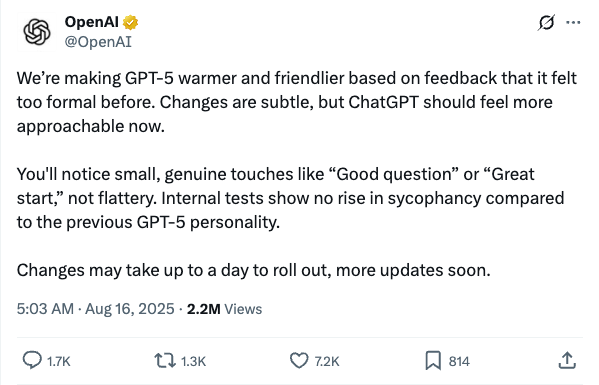 OpenAI
@OpenAI
We’re making GPT-5 warmer and friendlier based on feedback that it felt
too formal before. Changes are subtle, but ChatGPT should feel more
approachable now.
You'll notice small, genuine touches like “Good question” or “Great
start,” not flattery. Internal tests show no rise in sycophancy compared
to the previous GPT-5 personality.
Changes may take up to a day to roll out, more updates soon.
5:03 AM · Aug 16, 2025 · 2.2M Views
1.7K 1.3K 7.2K 814